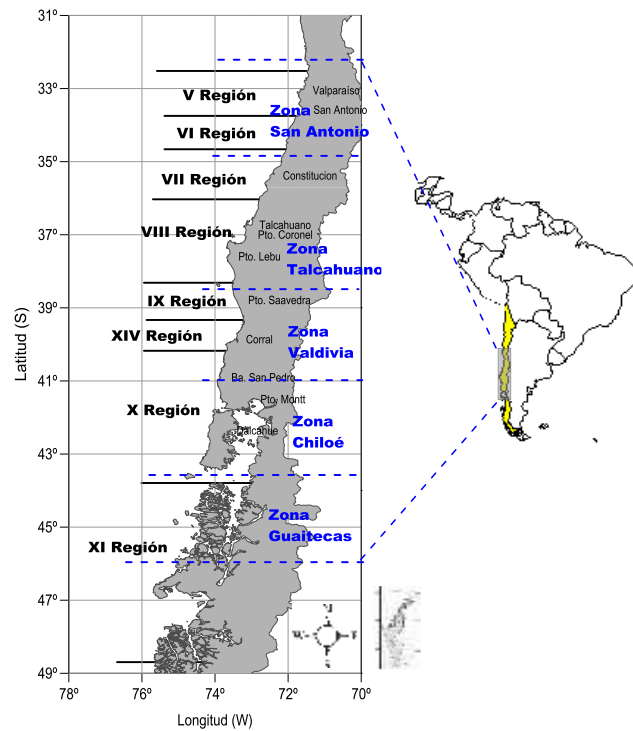 31º
33º
35º
37º
39º
41º
43º
45º
47º
49º
Latitud (S)
78º
76º
74º
72º
70º
Longitud (W)
V Región
VI Región
VII Región
VIII Región
IX Región
XIV Región
X Región
XI Región
Valparaíso
San Antonio
Constitucion
Talcahuano
Pto. Coronel
Pto. Lebu
Pto. Saavedra
Corral
Ba. San Pedro
Pto. Montt
Dalcahue
Zona
San Antonio
Zona
Talcahuano
Zona
Valdivia
Zona
Chiloé
Zona
Guaitecas